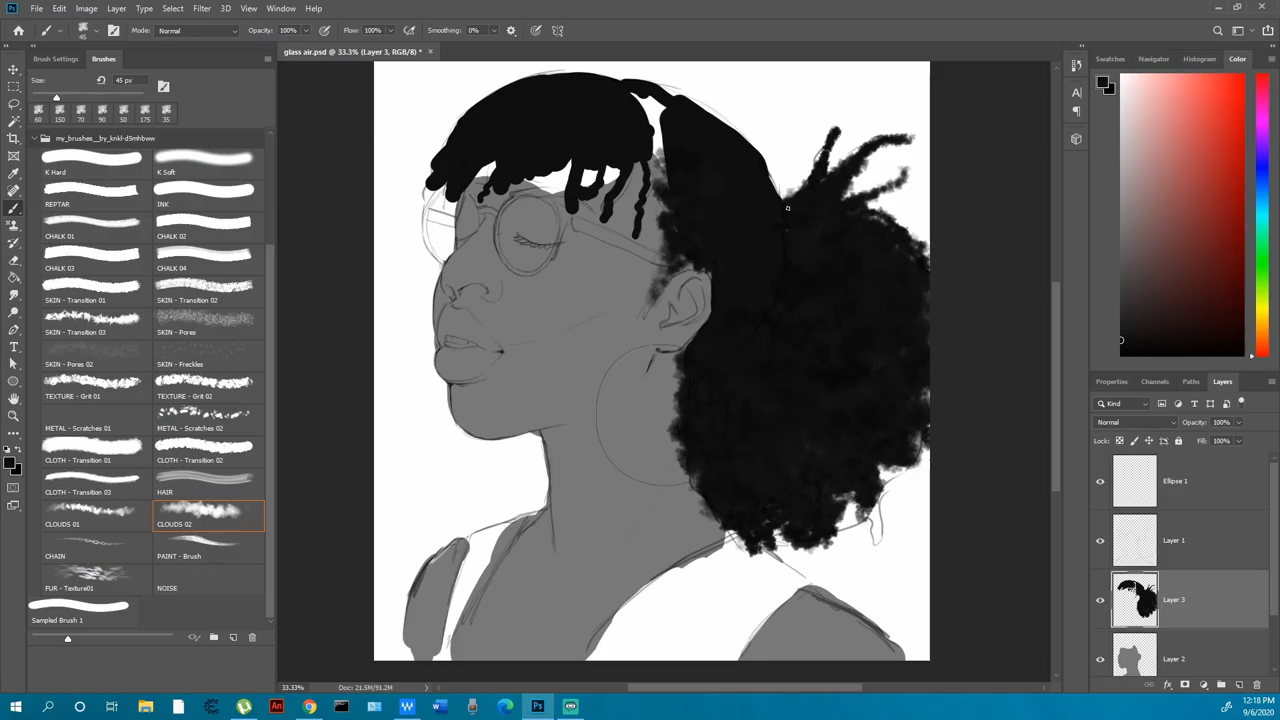 Ps File Edit Image Layer Type Select Filter 3D View Window Help
45 Mode: Normal Opacity: 100% Flow: 100% Smoothing: 0%
Brush Settings Brushes
glass air.psd @ 33.3% (Layer 3, RGB/8) *
Swatches Navigator Histogram Color
Size: 45 px
60 150 70 90 50 175 35
my_brushes__by_knkl-d5mhbww
K Hard K Soft
REPTAR INK
CHALK 01 CHALK 02
CHALK 03 CHALK 04
SKIN - Transition 01 SKIN - Transition 02
SKIN - Transition 03 SKIN - Pores
SKIN - Pores 02 SKIN - Freckles
TEXTURE - Grit 01 TEXTURE - Grit 02
METAL - Scratches 01 METAL - Scratches 02
CLOTH - Transition 01 CLOTH - Transition 02
CLOTH - Transition 03 HAIR
CLOUDS 01 CLOUDS 02
CHAIN PAINT - Brush
FUR - Texture01 NOISE
Sampled Brush 1
Properties Channels Paths Layers
Kind
Normal Opacity: 100%
Lock: Fill: 100%
Ellipse 1
Layer 1
Layer 3
Layer 2
33.33% Doc: 21.5M/91.2M
12:18 PM
9/6/2020